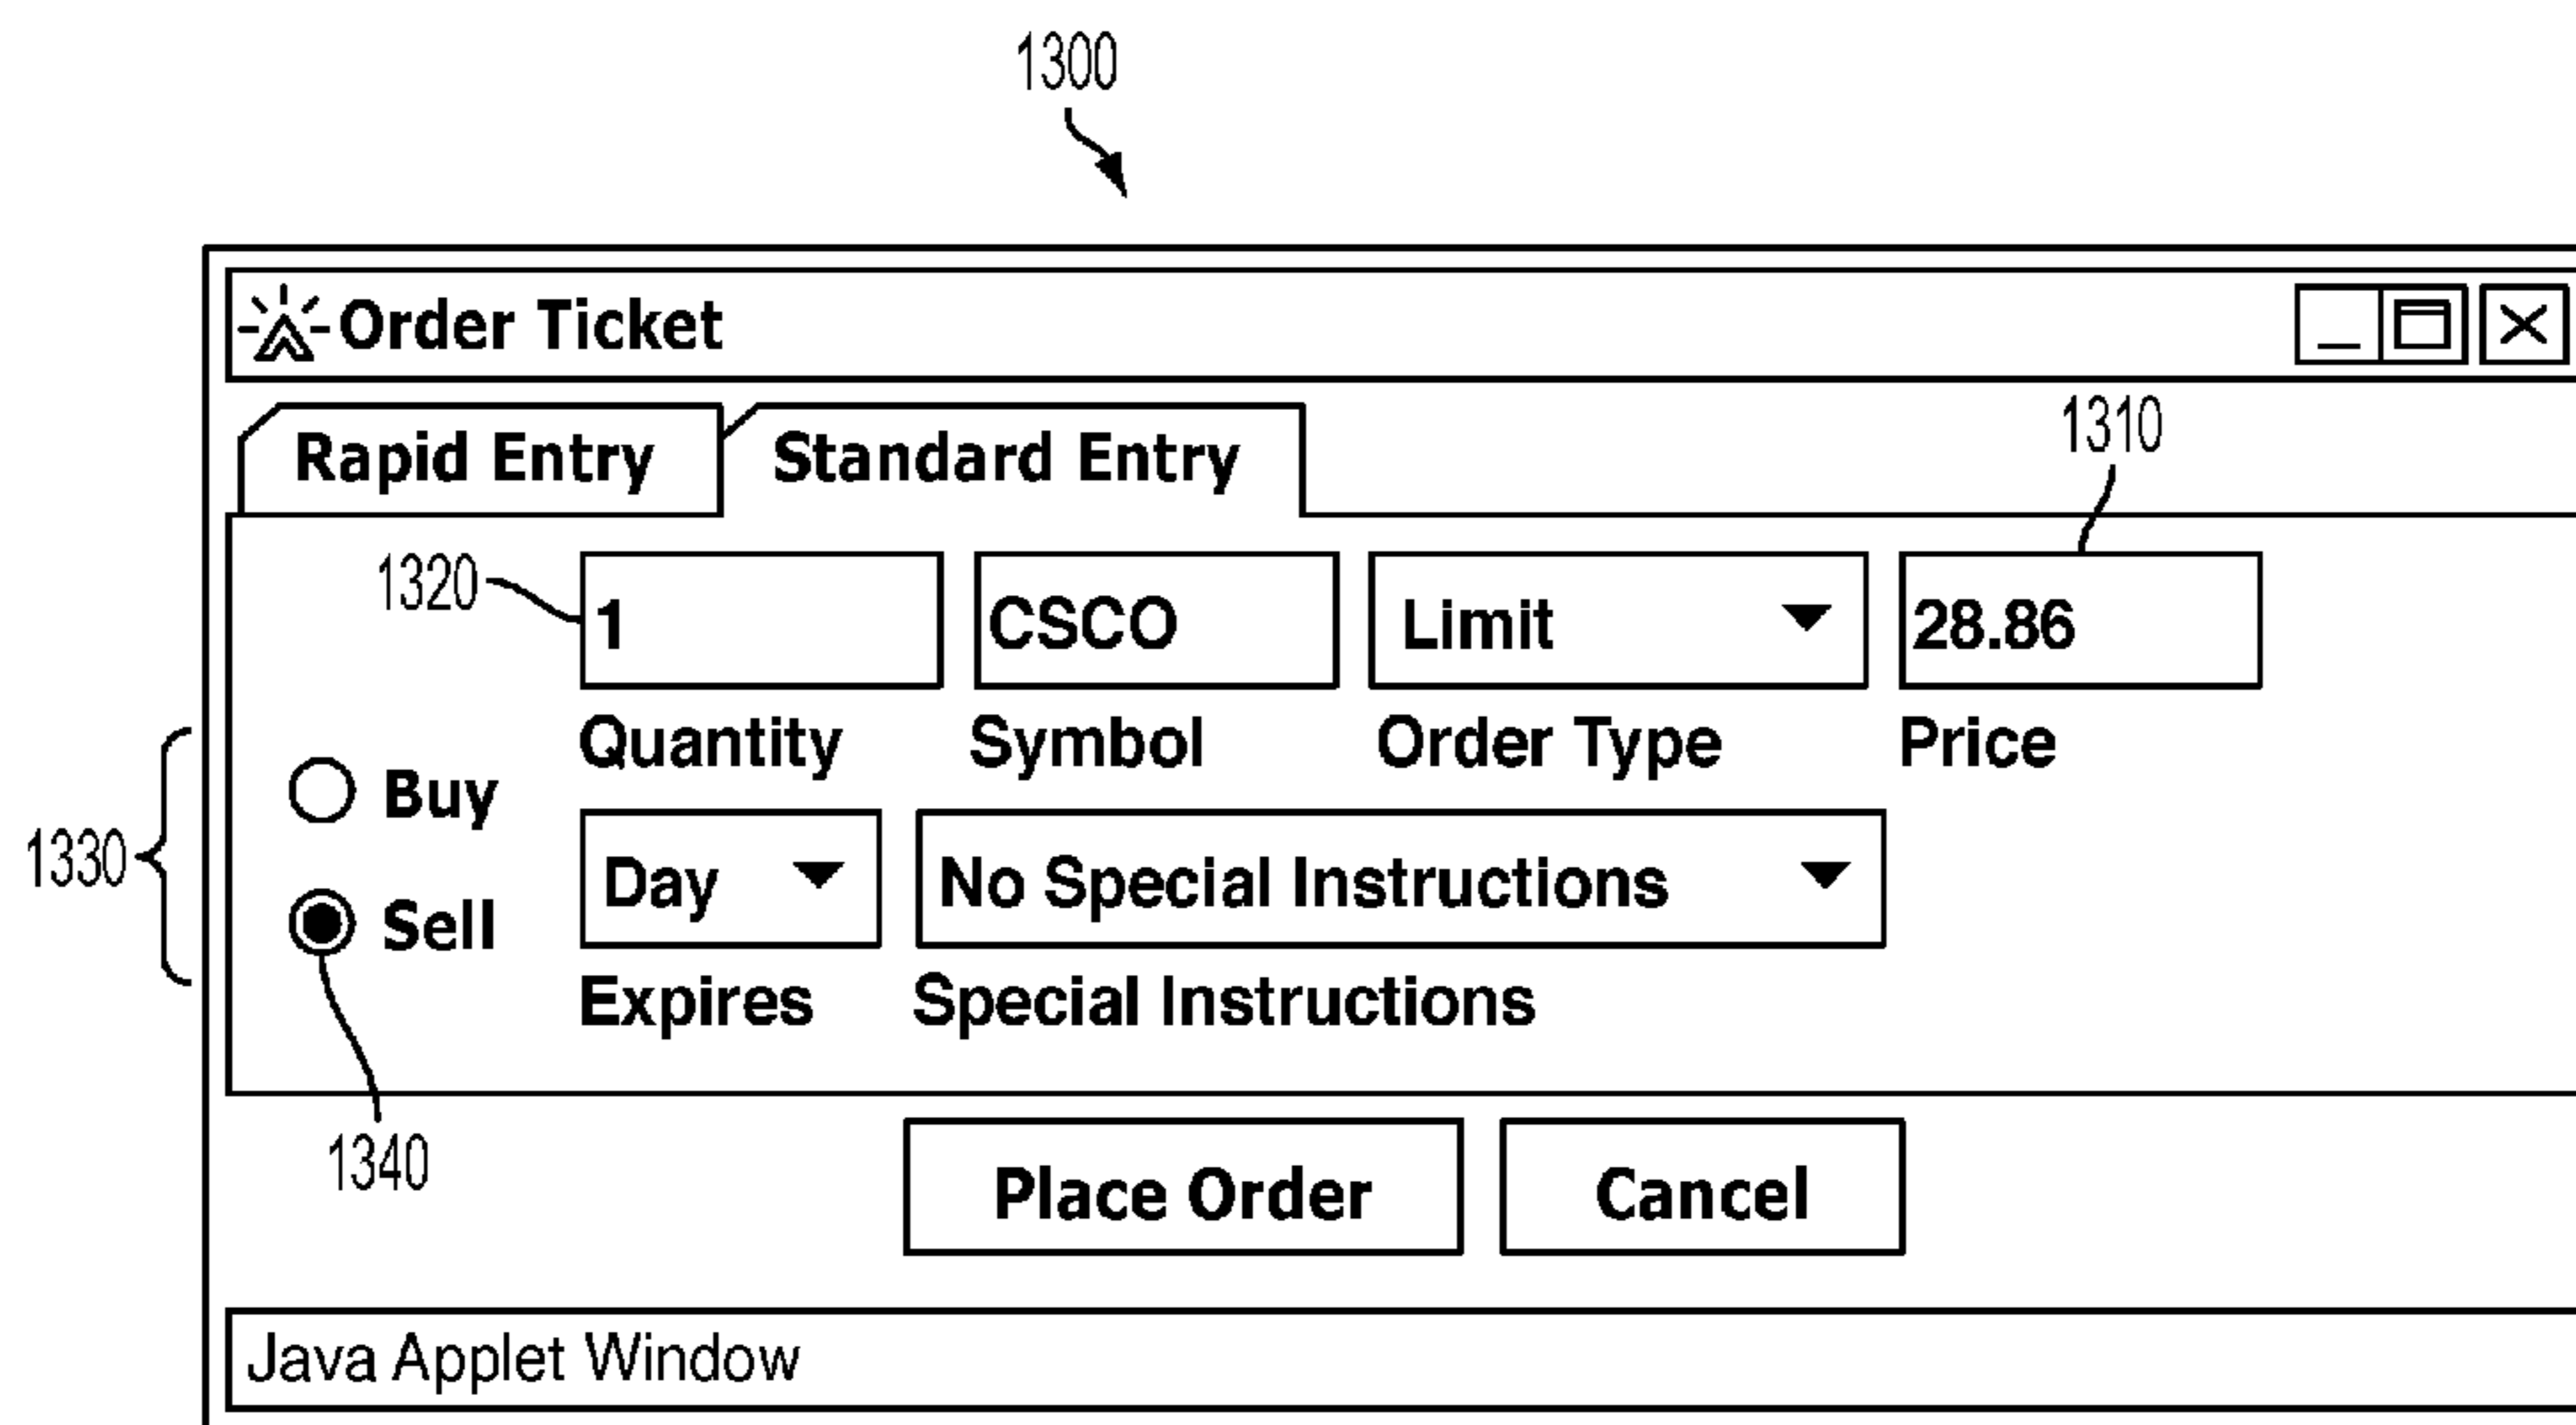 1300
Order Ticket
Rapid Entry Standard Entry
1310
1320 1 CSCO Limit 28.86
Quantity Symbol Order Type Price
Buy
1330
Day No Special Instructions
Sell
Expires Special Instructions
1340
Place Order Cancel
Java Applet Window